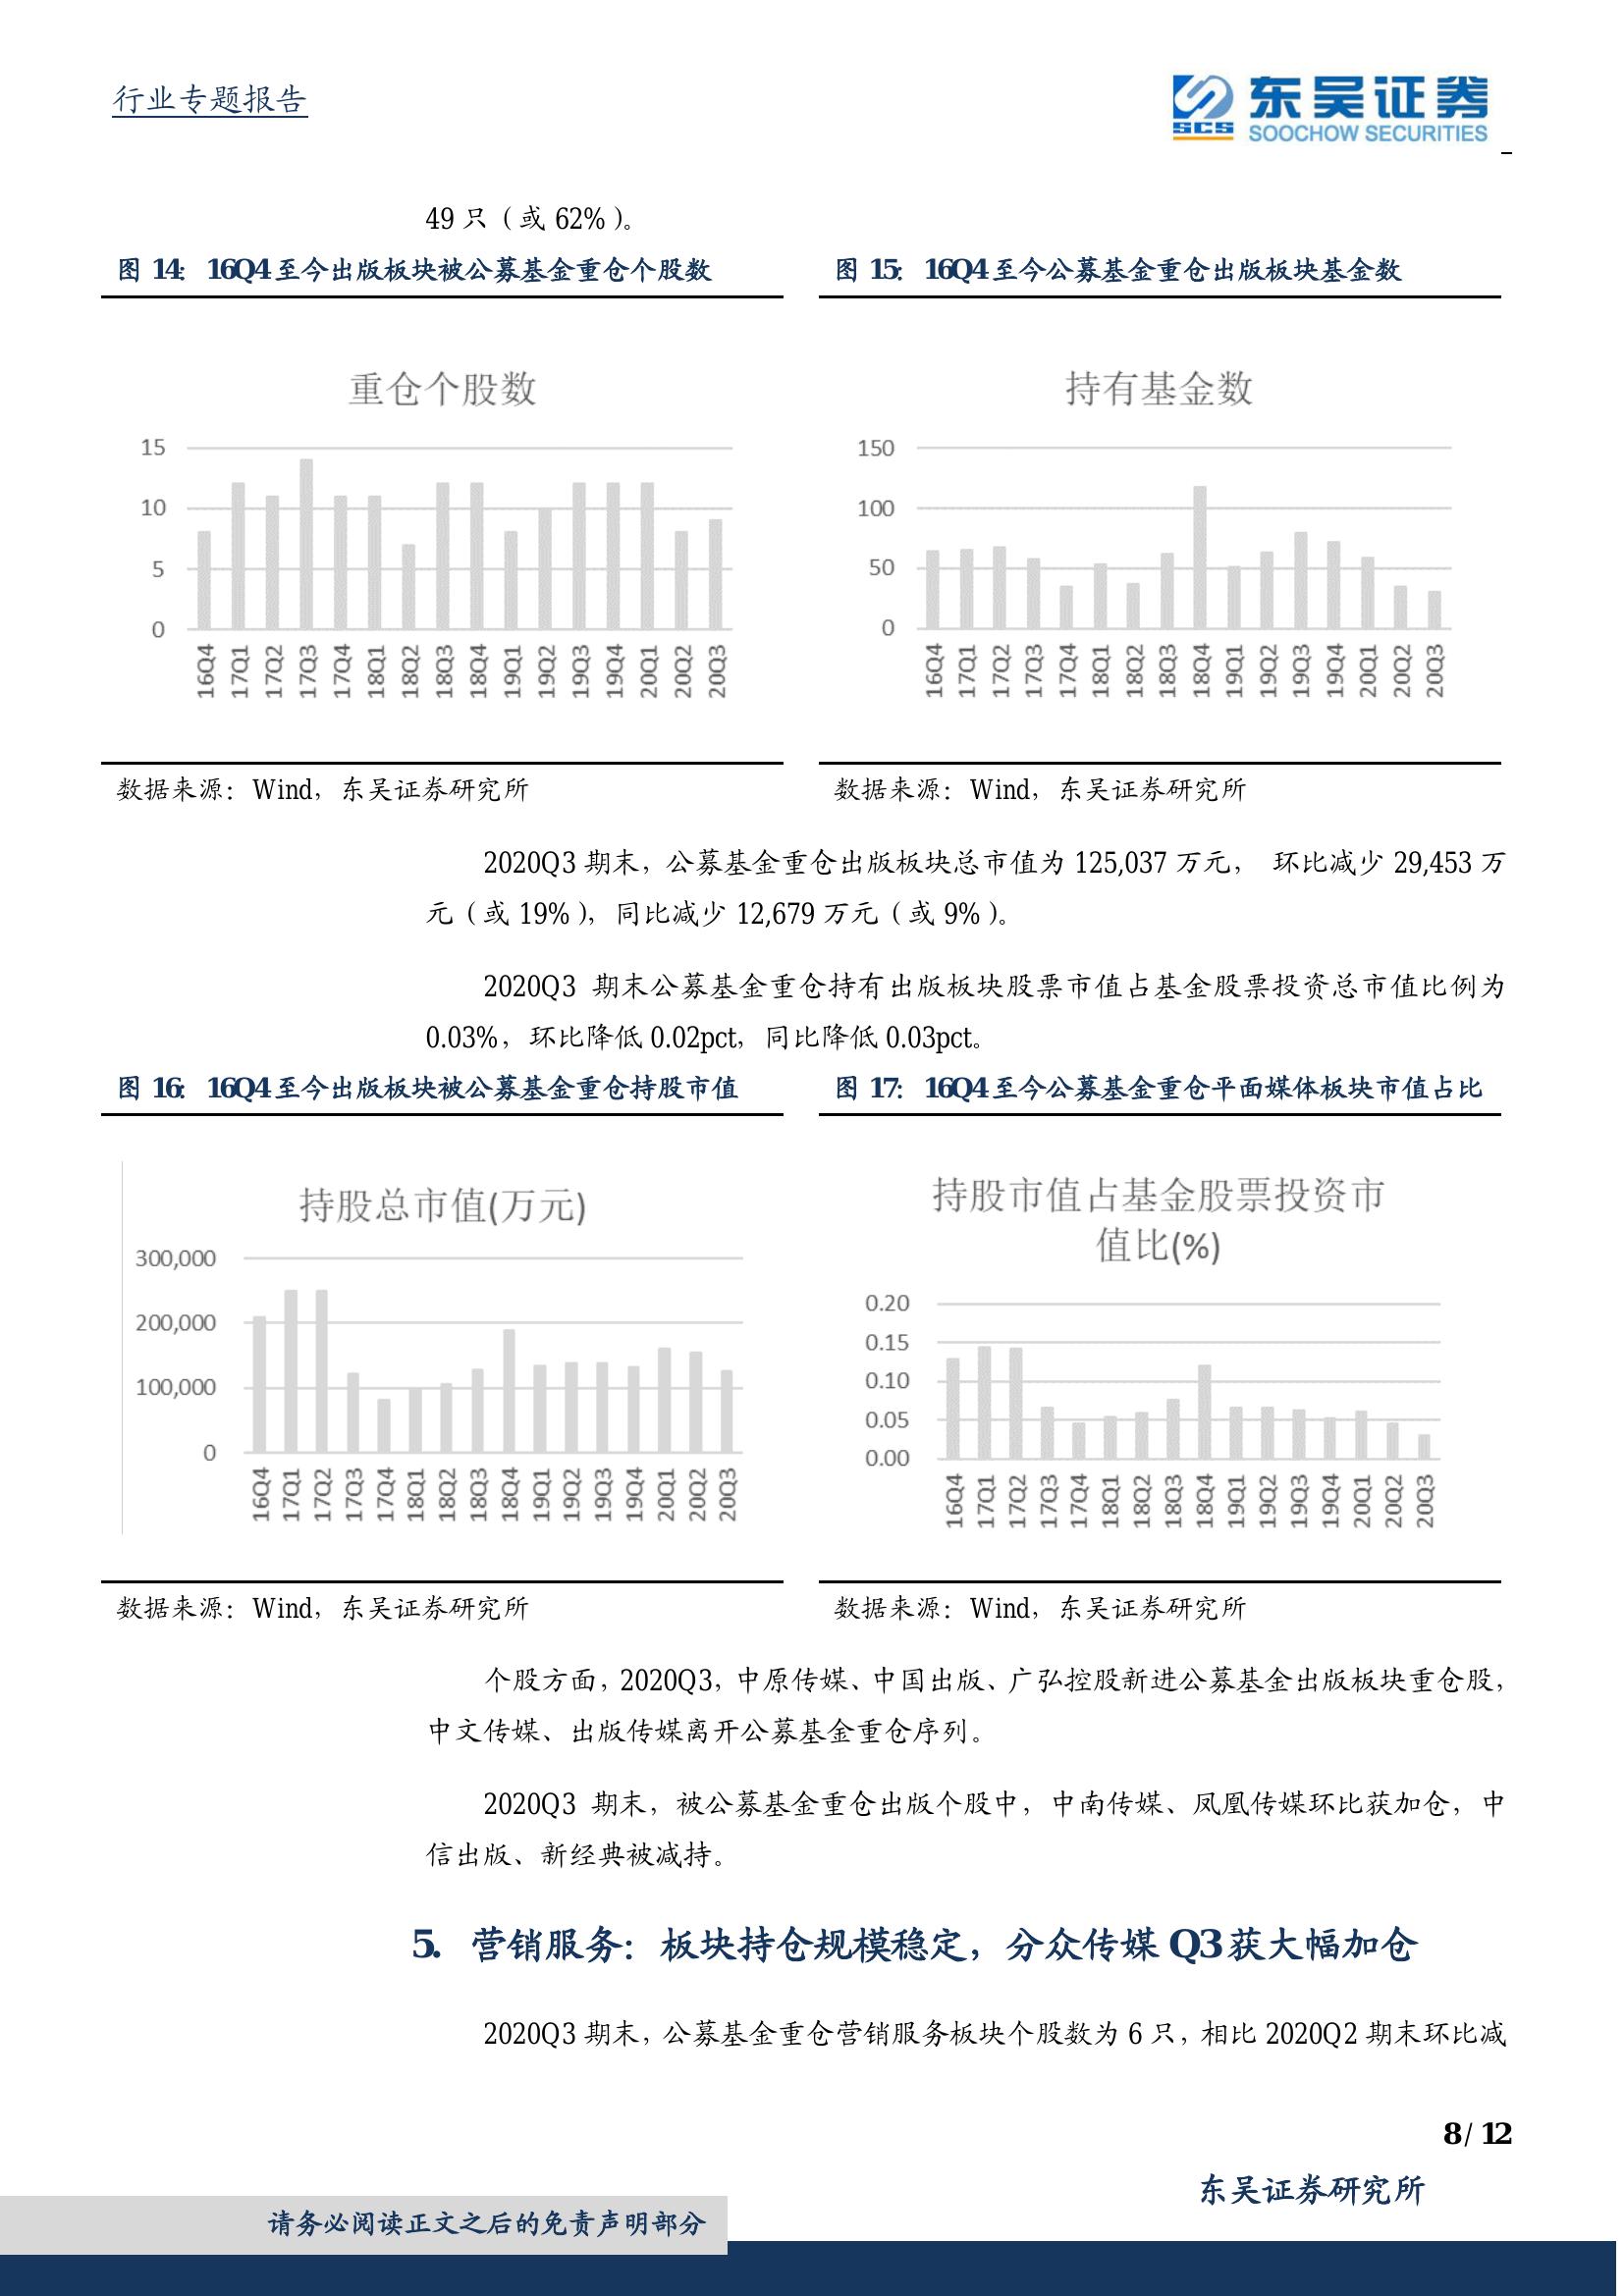 行业专题报告
SCS 东吴证券
SOOCHOW SECURITIES
49 只（或 62%）。
图 14： 16Q4 至今出版板块被公募基金重仓个股数
重仓个股数
15
10
5
0
16Q4 17Q1 17Q2 17Q3 17Q4 18Q1 18Q2 18Q3 18Q4 19Q1 19Q2 19Q3 19Q4 20Q1 20Q2 20Q3
数据来源：Wind，东吴证券研究所
图 15： 16Q4 至今公募基金重仓出版板块基金数
持有基金数
150
100
50
0
16Q4 17Q1 17Q2 17Q3 17Q4 18Q1 18Q2 18Q3 18Q4 19Q1 19Q2 19Q3 19Q4 20Q1 20Q2 20Q3
数据来源：Wind，东吴证券研究所
2020Q3 期末，公募基金重仓出版板块总市值为 125,037 万元， 环比减少 29,453 万
元（或 19%），同比减少 12,679 万元（或 9%）。
2020Q3 期末公募基金重仓持有出版板块股票市值占基金股票投资总市值比例为
0.03%，环比降低 0.02pct，同比降低 0.03pct。
图 16： 16Q4 至今出版板块被公募基金重仓持股市值
持股总市值(万元)
300,000
200,000
100,000
0
16Q4 17Q1 17Q2 17Q3 17Q4 18Q1 18Q2 18Q3 18Q4 19Q1 19Q2 19Q3 19Q4 20Q1 20Q2 20Q3
数据来源：Wind，东吴证券研究所
图 17： 16Q4 至今公募基金重仓平面媒体板块市值占比
持股市值占基金股票投资市
值比(%)
0.20
0.15
0.10
0.05
0.00
16Q4 17Q1 17Q2 17Q3 17Q4 18Q1 18Q2 18Q3 18Q4 19Q1 19Q2 19Q3 19Q4 20Q1 20Q2 20Q3
数据来源：Wind，东吴证券研究所
个股方面，2020Q3，中原传媒、中国出版、广弘控股新进公募基金出版板块重仓股，
中文传媒、出版传媒离开公募基金重仓序列。
2020Q3 期末，被公募基金重仓出版个股中，中南传媒、凤凰传媒环比获加仓，中
信出版、新经典被减持。
5. 营销服务：板块持仓规模稳定，分众传媒 Q3 获大幅加仓
2020Q3 期末，公募基金重仓营销服务板块个股数为 6 只，相比 2020Q2 期末环比减
8 / 12
东吴证券研究所
请务必阅读正文之后的免责声明部分